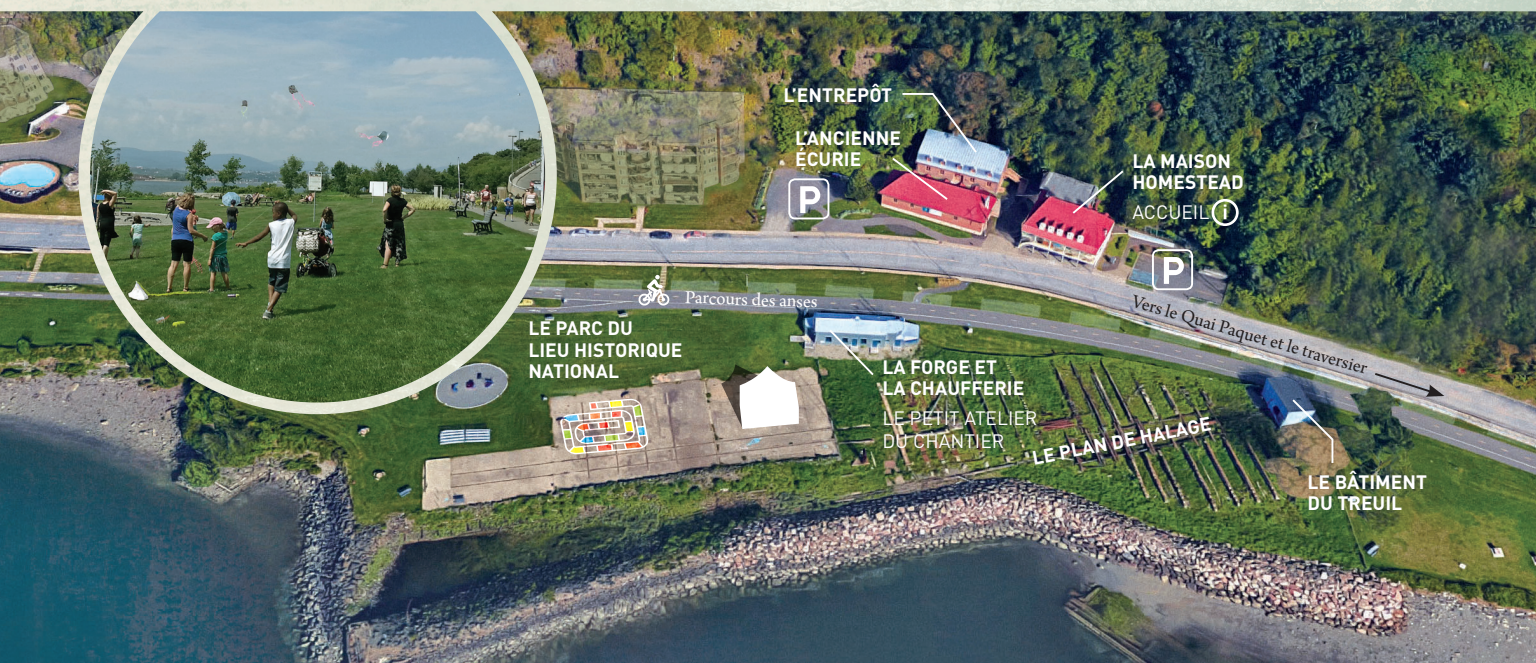 L'ENTREPÔT
L'ANCIENNE
ÉCURIE
P
LA MAISON
HOMESTEAD
ACCUEIL i
P
Parcours des anses
Vers le Quai Paquet et le traversier
LE PARC DU
LIEU HISTORIQUE
NATIONAL
LA FORGE ET
LA CHAUFFERIE
LE PETIT ATELIER
DU CHANTIER
LE PLAN DE HALAGE
LE BÂTIMENT
DU TREUIL